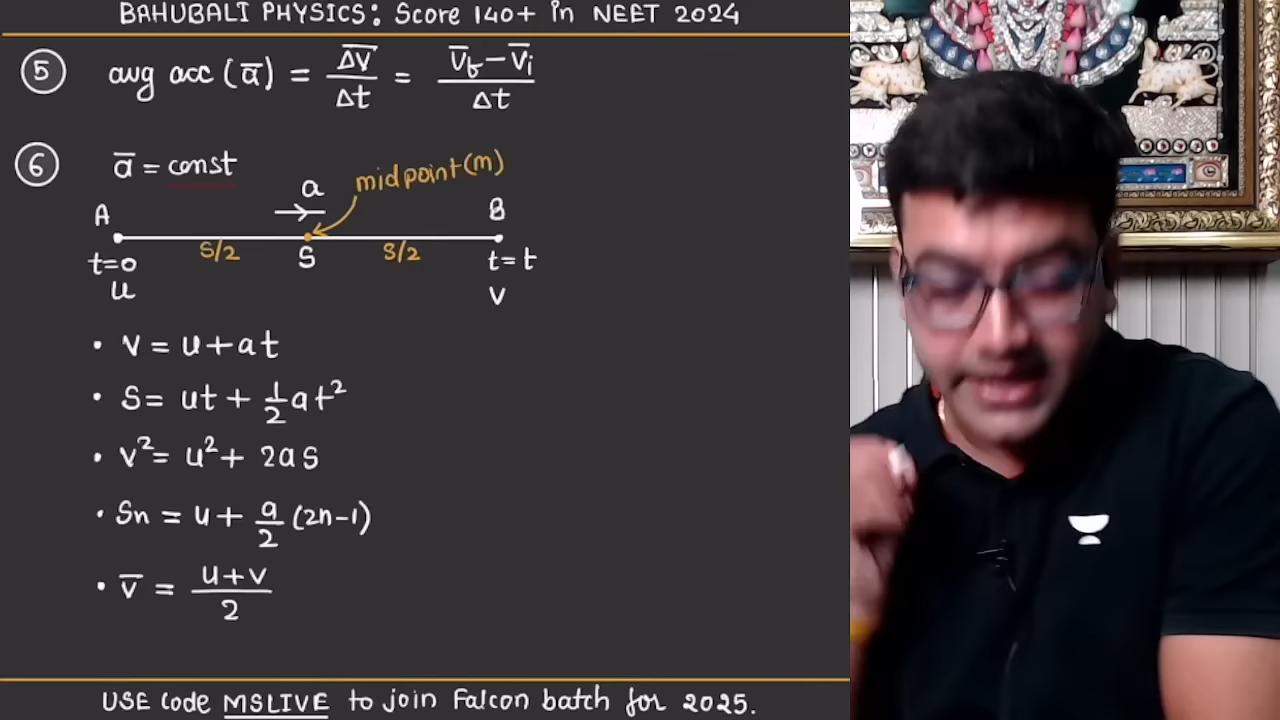 BAHUBALI PHYSICS: Score 140+ in NEET 2024
⑤ avg acc (a̅) = Δv̅/Δt = (v̅f − v̅i)/Δt
⑥ a̅ = const
midpoint(m)
a
A B
S/2 S/2
t=0 S t=t
u v
• v = u+at
• S = ut + 1/2 at²
• v² = u² + 2as
• Sn = u + a/2 (2n-1)
• v̅ = (u+v)/2
USE Code MSLIVE to join Falcon batch for 2025.